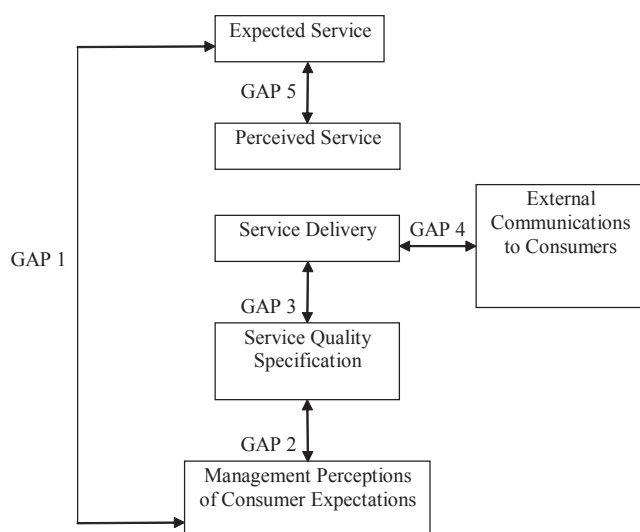 Expected Service
GAP 5
Perceived Service
External
Communications
to Consumers
Service Delivery
GAP 4
GAP 1
GAP 3
Service Quality
Specification
GAP 2
Management Perceptions
of Consumer Expectations